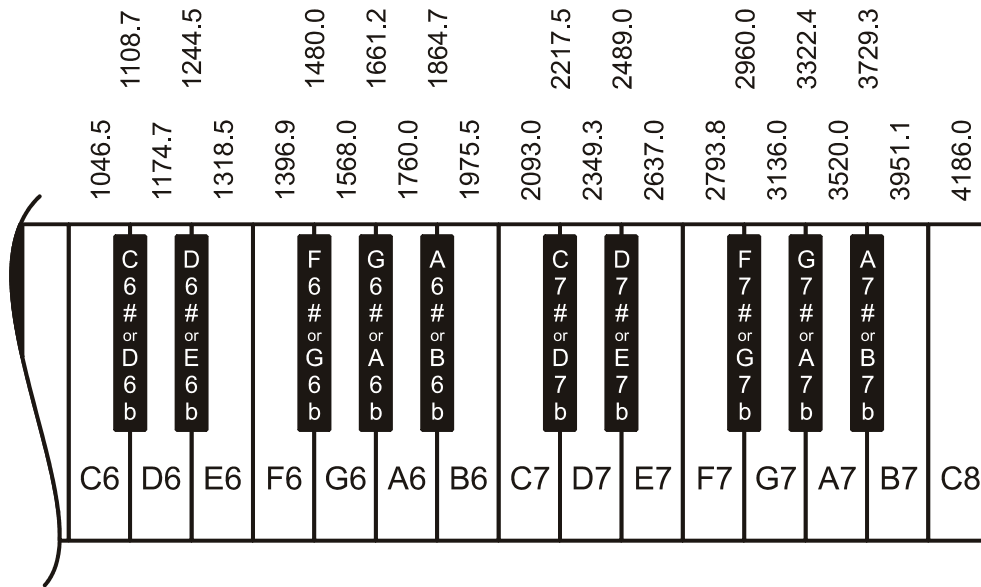 1108.7 1244.5 1480.0 1661.2 1864.7 2217.5 2489.0 2960.0 3322.4 3729.3
1046.5 1174.7 1318.5 1396.9 1568.0 1760.0 1975.5 2093.0 2349.3 2637.0 2793.8 3136.0 3520.0 3951.1 4186.0
C6# or D6b
D6# or E6b
F6# or G6b
G6# or A6b
A6# or B6b
C7# or D7b
D7# or E7b
F7# or G7b
G7# or A7b
A7# or B7b
C6 D6 E6 F6 G6 A6 B6 C7 D7 E7 F7 G7 A7 B7 C8